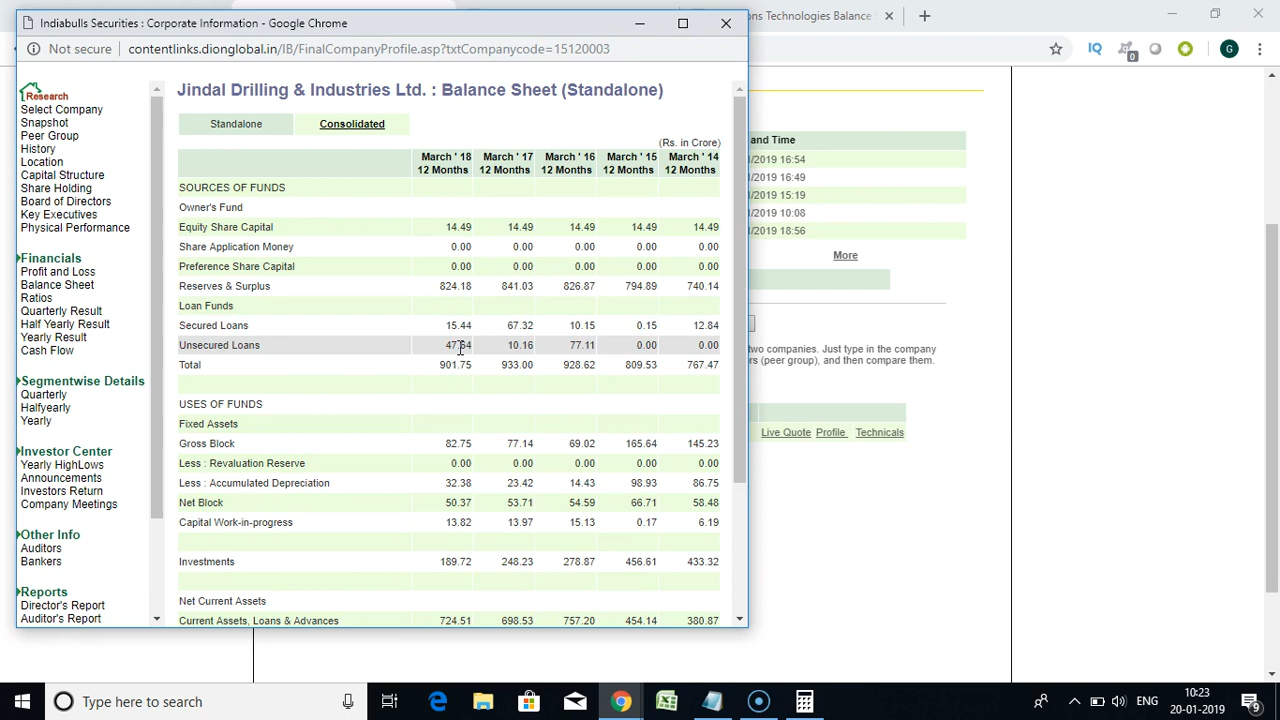 Indiabulls Securities : Corporate Information - Google Chrome
ons Technologies Balance
Not secure contentlinks.dionglobal.in/IB/FinalCompanyProfile.asp?txtCompanycode=15120003
IQ 0 G
Research
Select Company
Snapshot
Peer Group
History
Location
Capital Structure
Share Holding
Board of Directors
Key Executives
Physical Performance
Financials
Profit and Loss
Balance Sheet
Ratios
Quarterly Result
Half Yearly Result
Yearly Result
Cash Flow
Segmentwise Details
Quarterly
Halfyearly
Yearly
Investor Center
Yearly HighLows
Announcements
Investors Return
Company Meetings
Other Info
Auditors
Bankers
Reports
Director's Report
Auditor's Report
Jindal Drilling & Industries Ltd. : Balance Sheet (Standalone)
Standalone Consolidated
(Rs. in Crore)
March ' 18 March ' 17 March ' 16 March ' 15 March ' 14
12 Months 12 Months 12 Months 12 Months 12 Months
SOURCES OF FUNDS
Owner's Fund
Equity Share Capital 14.49 14.49 14.49 14.49 14.49
Share Application Money 0.00 0.00 0.00 0.00 0.00
Preference Share Capital 0.00 0.00 0.00 0.00 0.00
Reserves & Surplus 824.18 841.03 826.87 794.89 740.14
Loan Funds
Secured Loans 15.44 67.32 10.15 0.15 12.84
Unsecured Loans 47.64 10.16 77.11 0.00 0.00
Total 901.75 933.00 928.62 809.53 767.47
USES OF FUNDS
Fixed Assets
Gross Block 82.75 77.14 69.02 165.64 145.23
Less : Revaluation Reserve 0.00 0.00 0.00 0.00 0.00
Less : Accumulated Depreciation 32.38 23.42 14.43 98.93 86.75
Net Block 50.37 53.71 54.59 66.71 58.48
Capital Work-in-progress 13.82 13.97 15.13 0.17 6.19
Investments 189.72 248.23 278.87 456.61 433.32
Net Current Assets
Current Assets, Loans & Advances 724.51 698.53 757.20 454.14 380.87
and Time
/2019 16:54
/2019 16:49
/2019 15:19
/2019 10:08
/2019 18:56
More
two companies. Just type in the company
rs (peer group), and then compare them.
Live Quote Profile Technicals
Type here to search
ENG
10:23
20-01-2019
9